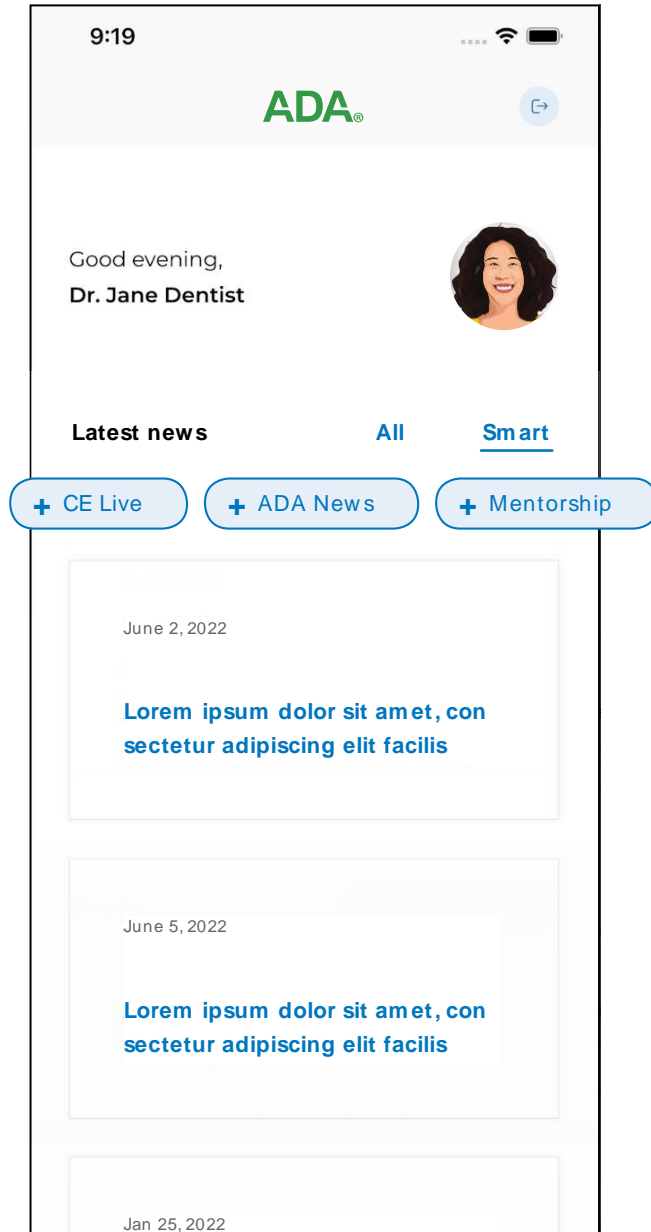 9:19
ADA®
Good evening,
Dr. Jane Dentist
Latest news All Smart
+ CE Live + ADA News + Mentorship
June 2, 2022
Lorem ipsum dolor sit amet, con
sectetur adipiscing elit facilis
June 5, 2022
Lorem ipsum dolor sit amet, con
sectetur adipiscing elit facilis
Jan 25, 2022